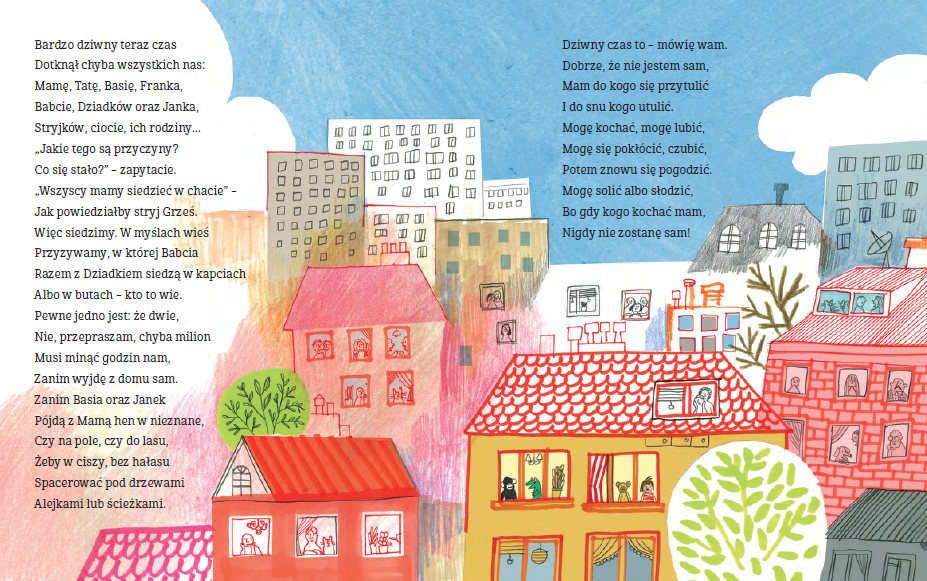 Bardzo dziwny teraz czas
Dotknął chyba wszystkich nas:
Mamę, Tatę, Basię, Franka,
Babcie, Dziadków oraz Janka,
Stryjków, ciocie, ich rodziny...
„Jakie tego są przyczyny?
Co się stało?” – zapytacie.
„Wszyscy mamy siedzieć w chacie” –
Jak powiedziałby stryj Grześ.
Więc siedzimy. W myślach wieś
Przyzywamy, w której Babcia
Razem z Dziadkiem siedzą w kapciach
Albo w butach – kto to wie.
Pewne jedno jest: że dwie,
Nie, przepraszam, chyba milion
Musi minąć godzin nam,
Zanim wyjdę z domu sam.
Zanim Basia oraz Janek
Pójdą z Mamą hen w nieznane,
Czy na pole, czy do lasu,
Żeby w ciszy, bez hałasu
Spacerować pod drzewami
Alejkami lub ścieżkami.
Dziwny czas to – mówię wam.
Dobrze, że nie jestem sam,
Mam do kogo się przytulić
I do snu kogo utulić.
Mogę kochać, mogę lubić,
Mogę się pokłócić, czubić,
Potem znowu się pogodzić.
Mogę solić albo słodzić,
Bo gdy kogo kochać mam,
Nigdy nie zostanę sam!